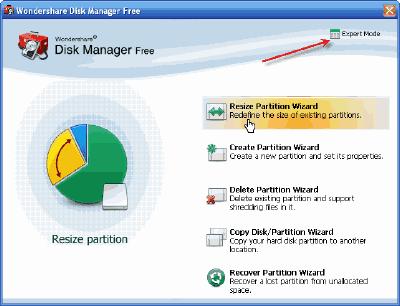 Wondershare Disk Manager Free
Wondershare®
Disk Manager Free
Expert Mode
Resize Partition Wizard
Redefine the size of existing partitions.
Create Partition Wizard
Create a new partition and set its properties.
Delete Partition Wizard
Delete existing partition and support
shredding files in it.
Copy Disk/Partition Wizard
Copy your hard disk partition to another
location.
Recover Partition Wizard
Recover a lost partition from unallocated
space.
Resize partition